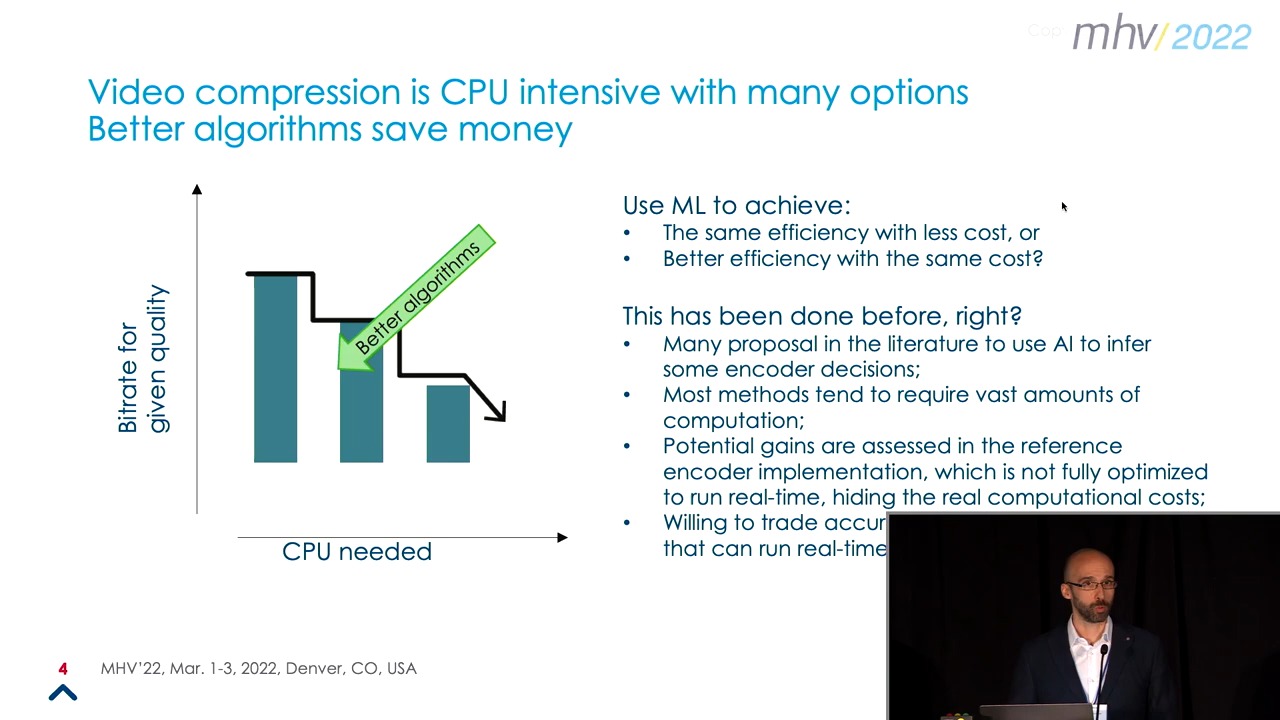 Cap
mhv/2022
Video compression is CPU intensive with many options
Better algorithms save money
Bitrate for
given quality
Better algorithms
CPU needed
Use ML to achieve:
• The same efficiency with less cost, or
• Better efficiency with the same cost?
This has been done before, right?
• Many proposal in the literature to use AI to infer
some encoder decisions;
• Most methods tend to require vast amounts of
computation;
• Potential gains are assessed in the reference
encoder implementation, which is not fully optimized
to run real-time, hiding the real computational costs;
• Willing to trade
that can run real-time
4
MHV'22, Mar. 1-3, 2022, Denver, CO, USA